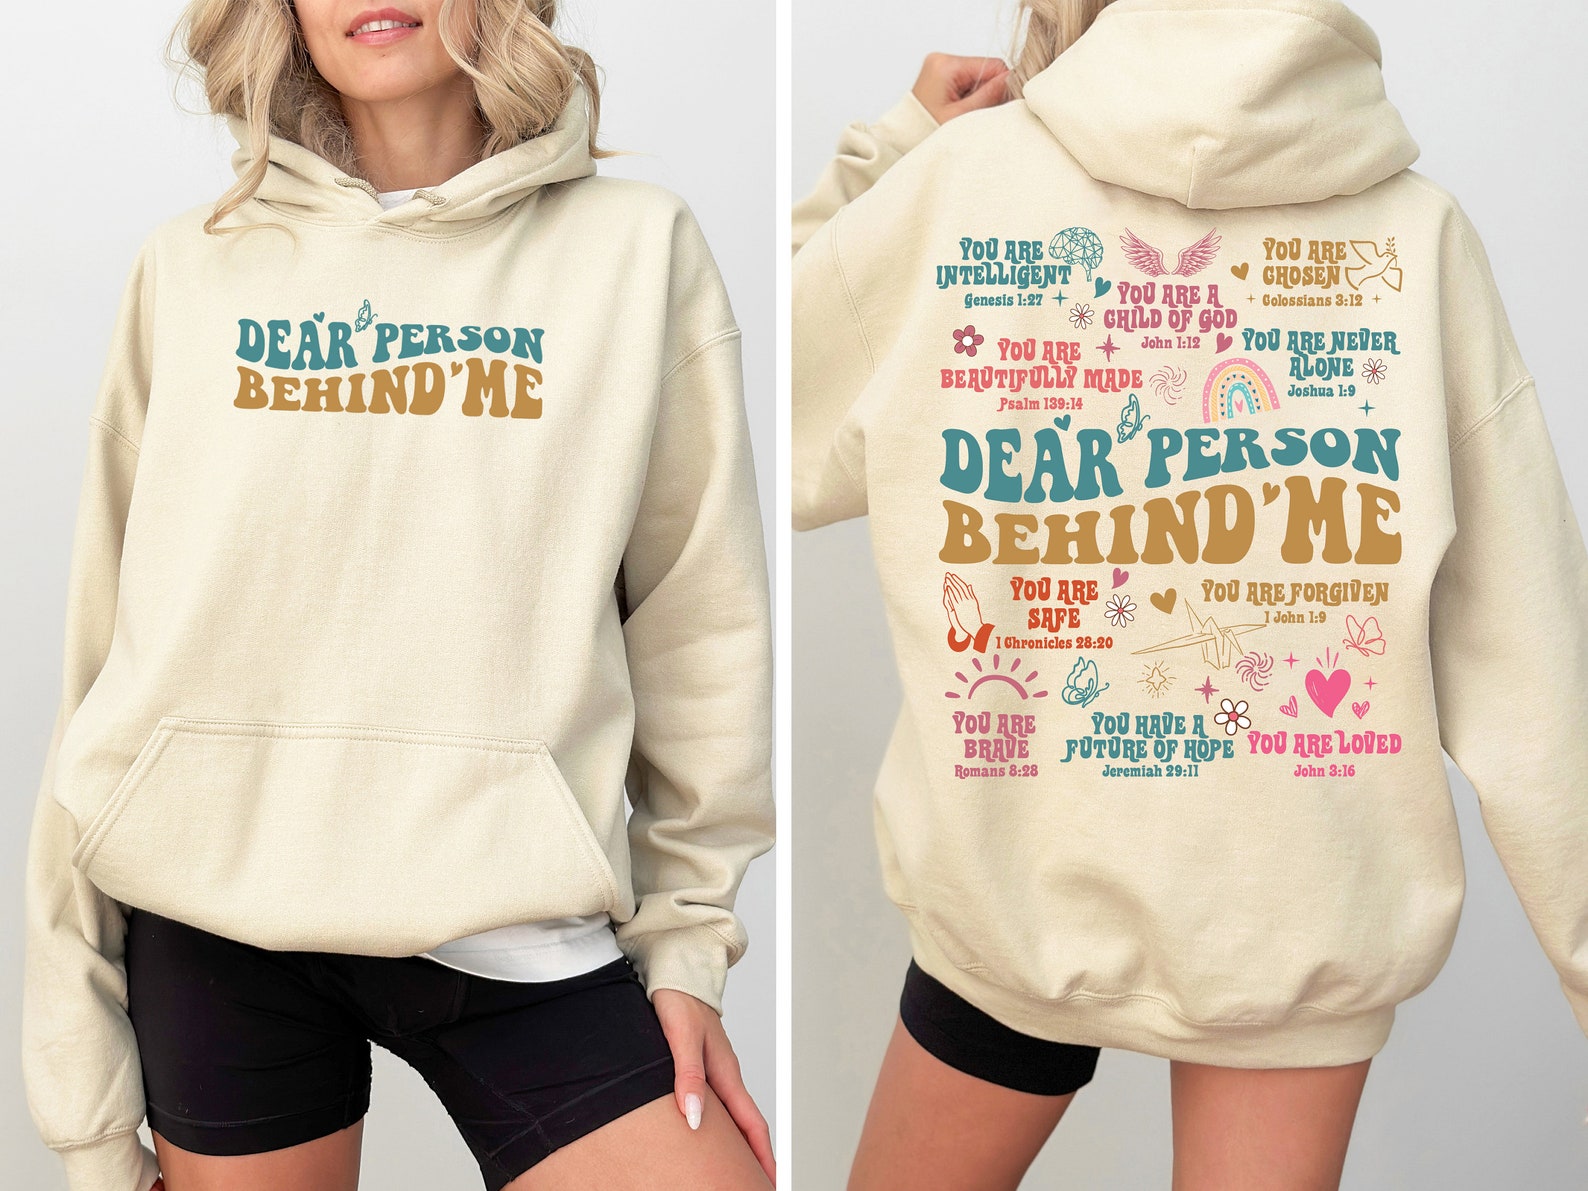 DEAR PERSON
BEHIND ME
YOU ARE
INTELLIGENT
Genesis 1:27
YOU ARE A
CHILD OF GOD
John 1:12
YOU ARE
CHOSEN
Colossians 3:12
YOU ARE
BEAUTIFULLY MADE
Psalm 139:14
YOU ARE NEVER
ALONE
Joshua 1:9
DEAR PERSON
BEHIND ME
YOU ARE
SAFE
1 Chronicles 28:20
YOU ARE FORGIVEN
1 John 1:9
YOU ARE
BRAVE
Romans 8:28
YOU HAVE A
FUTURE OF HOPE
Jeremiah 29:11
YOU ARE LOVED
John 3:16